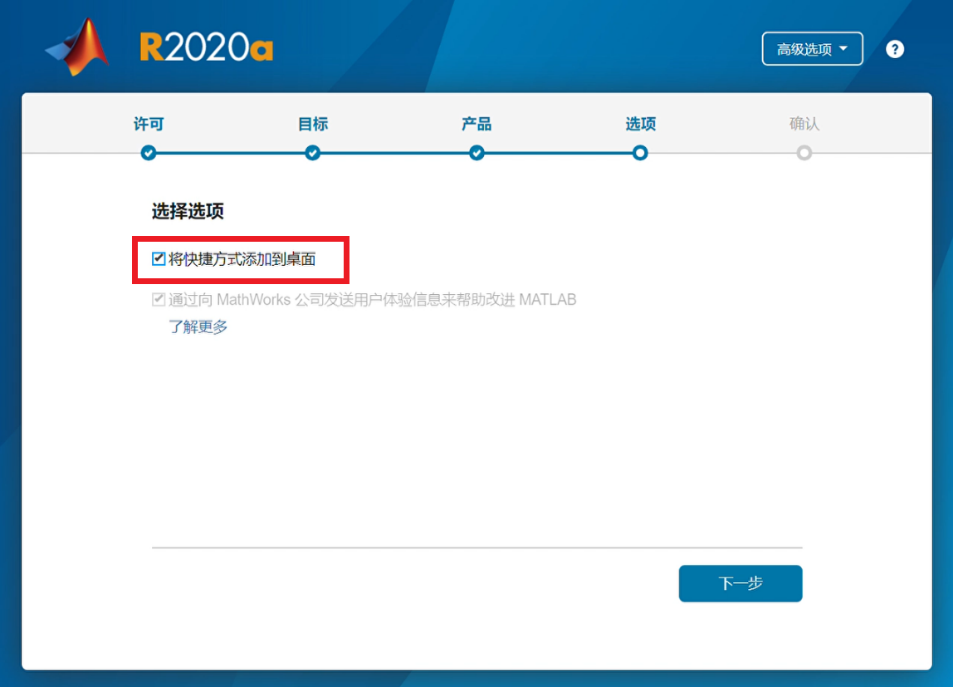 R2020a
高级选项
?
许可 目标 产品 选项 确认
选择选项
将快捷方式添加到桌面
通过向 MathWorks 公司发送用户体验信息来帮助改进 MATLAB
了解更多
下一步